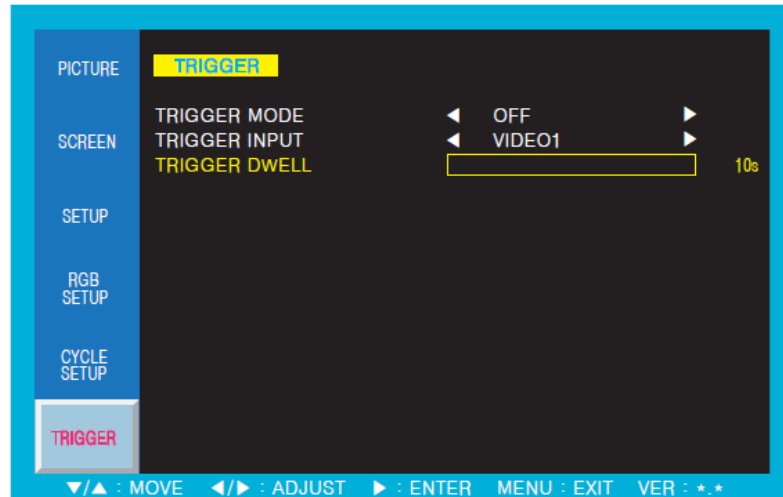 PICTURE
SCREEN
SETUP
RGB
SETUP
CYCLE
SETUP
TRIGGER
TRIGGER
TRIGGER MODE ◀ OFF ▶
TRIGGER INPUT ◀ VIDEO1 ▶
TRIGGER DWELL 10s
▼/▲ : MOVE ◀/▶ : ADJUST ▶ : ENTER MENU : EXIT VER : *.*